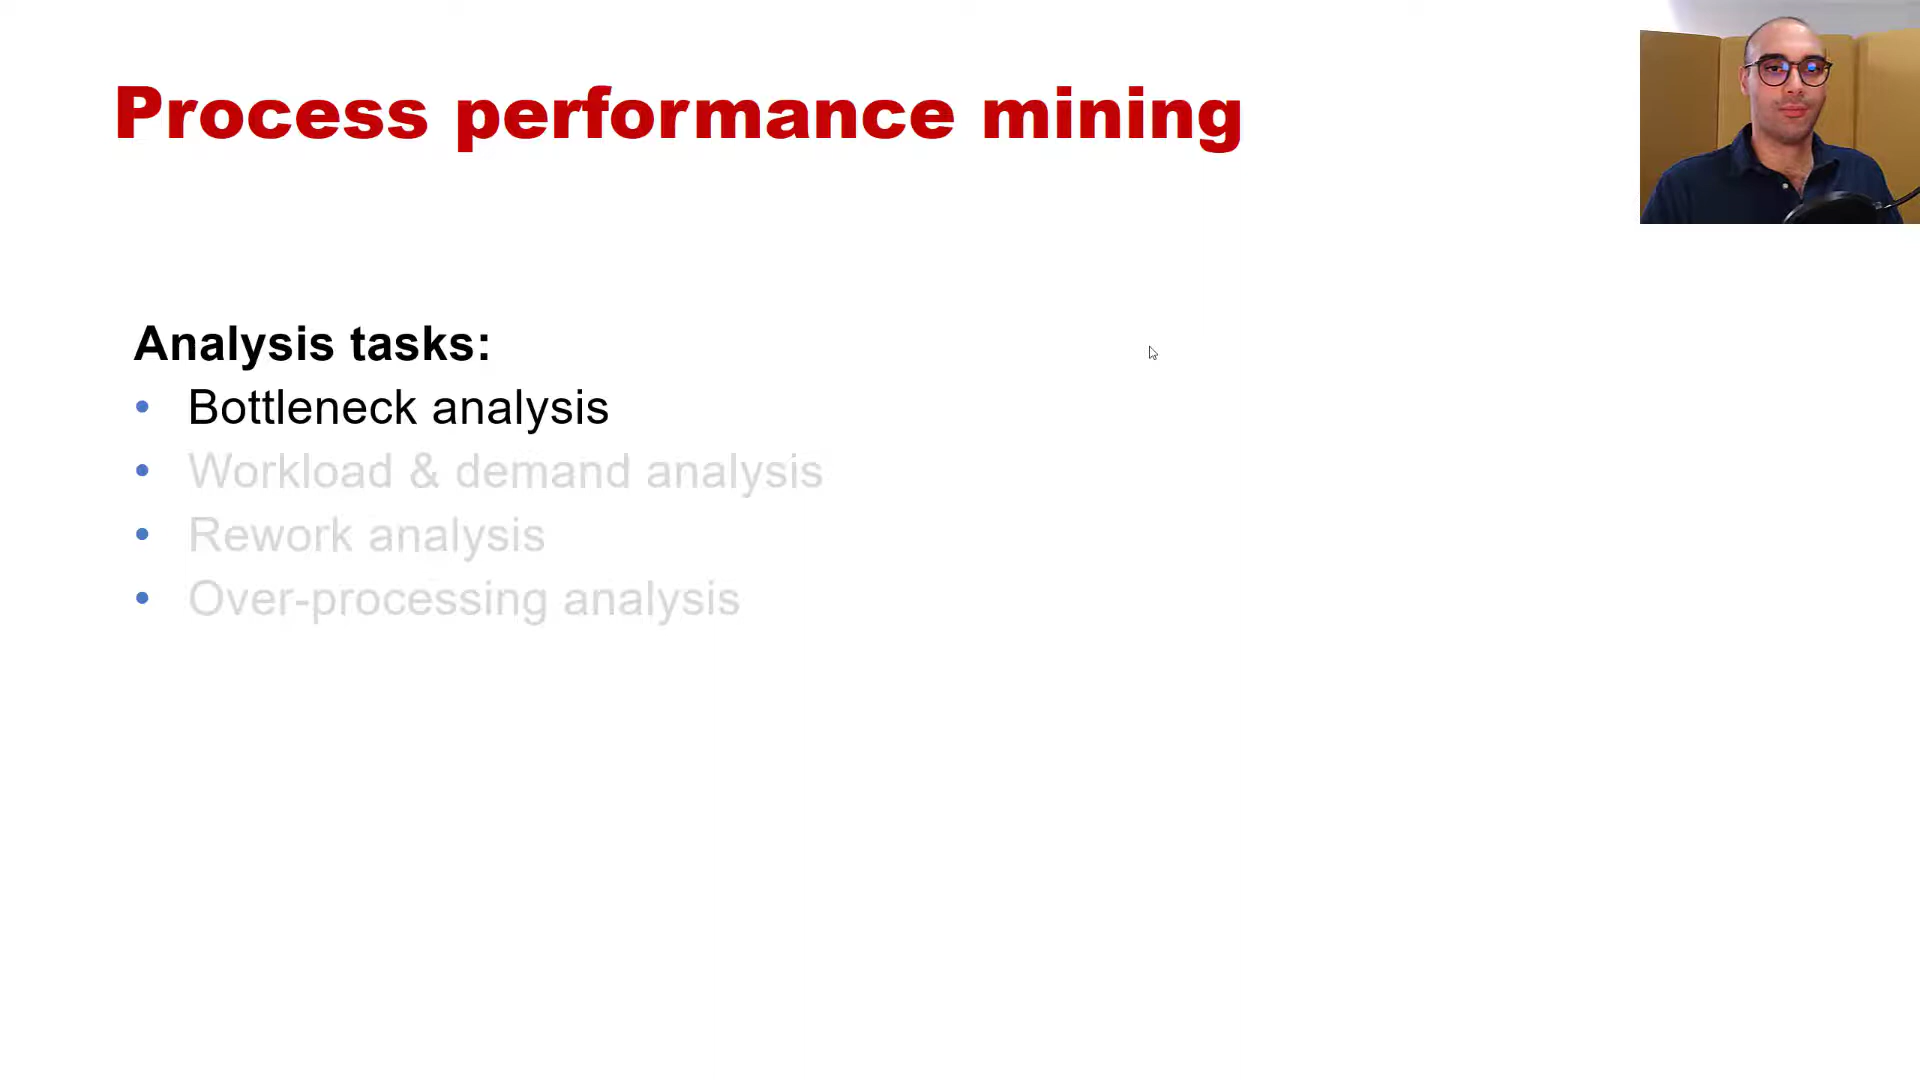 Process performance mining
Analysis tasks:
• Bottleneck analysis
• Workload & demand analysis
• Rework analysis
• Over-processing analysis